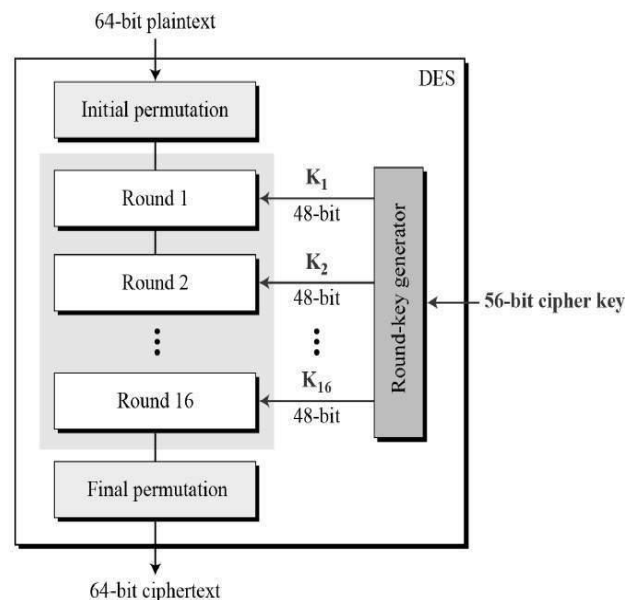 64-bit plaintext
DES
Initial permutation
Round 1
K1
48-bit
Round 2
K2
48-bit
Round-key generator
56-bit cipher key
Round 16
K16
48-bit
Final permutation
64-bit ciphertext